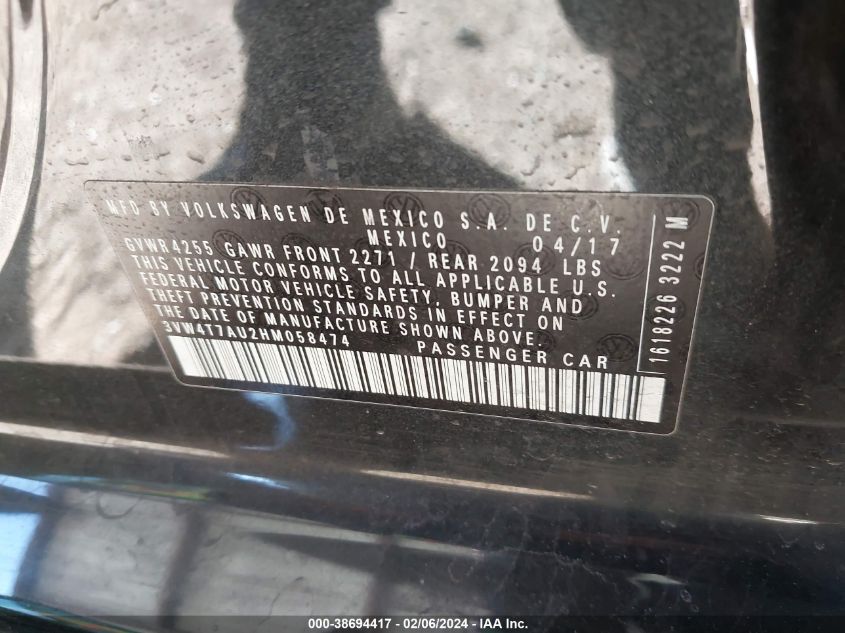 MFD BY VOLKSWAGEN DE MEXICO S.A. DE C.V.
MEXICO 04/17
GVWR 4255 GAWR FRONT 2271 / REAR 2094 LBS
THIS VEHICLE CONFORMS TO ALL APPLICABLE U.S.
FEDERAL MOTOR VEHICLE SAFETY, BUMPER AND
THEFT PREVENTION STANDARDS IN EFFECT ON
THE DATE OF MANUFACTURE SHOWN ABOVE.
3VW4T7AU2HM058474 PASSENGER CAR
1618226 3222 M
000-38694417 - 02/06/2024 - IAA Inc.